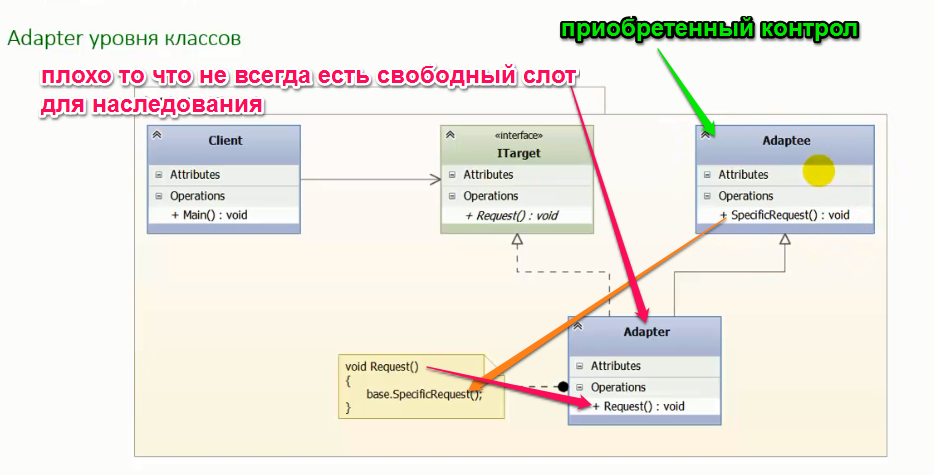 приобретенный контрол
Adapter уровня классов
плохо то что не всегда есть свободный слот
для наследования
Client
Attributes
Operations
+ Main() : void
«interface»
ITarget
Attributes
Operations
+ Request() : void
Adaptee
Attributes
Operations
+ SpecificRequest() : void
Adapter
Attributes
Operations
+ Request() : void
void Request()
{
base.SpecificRequest();
}